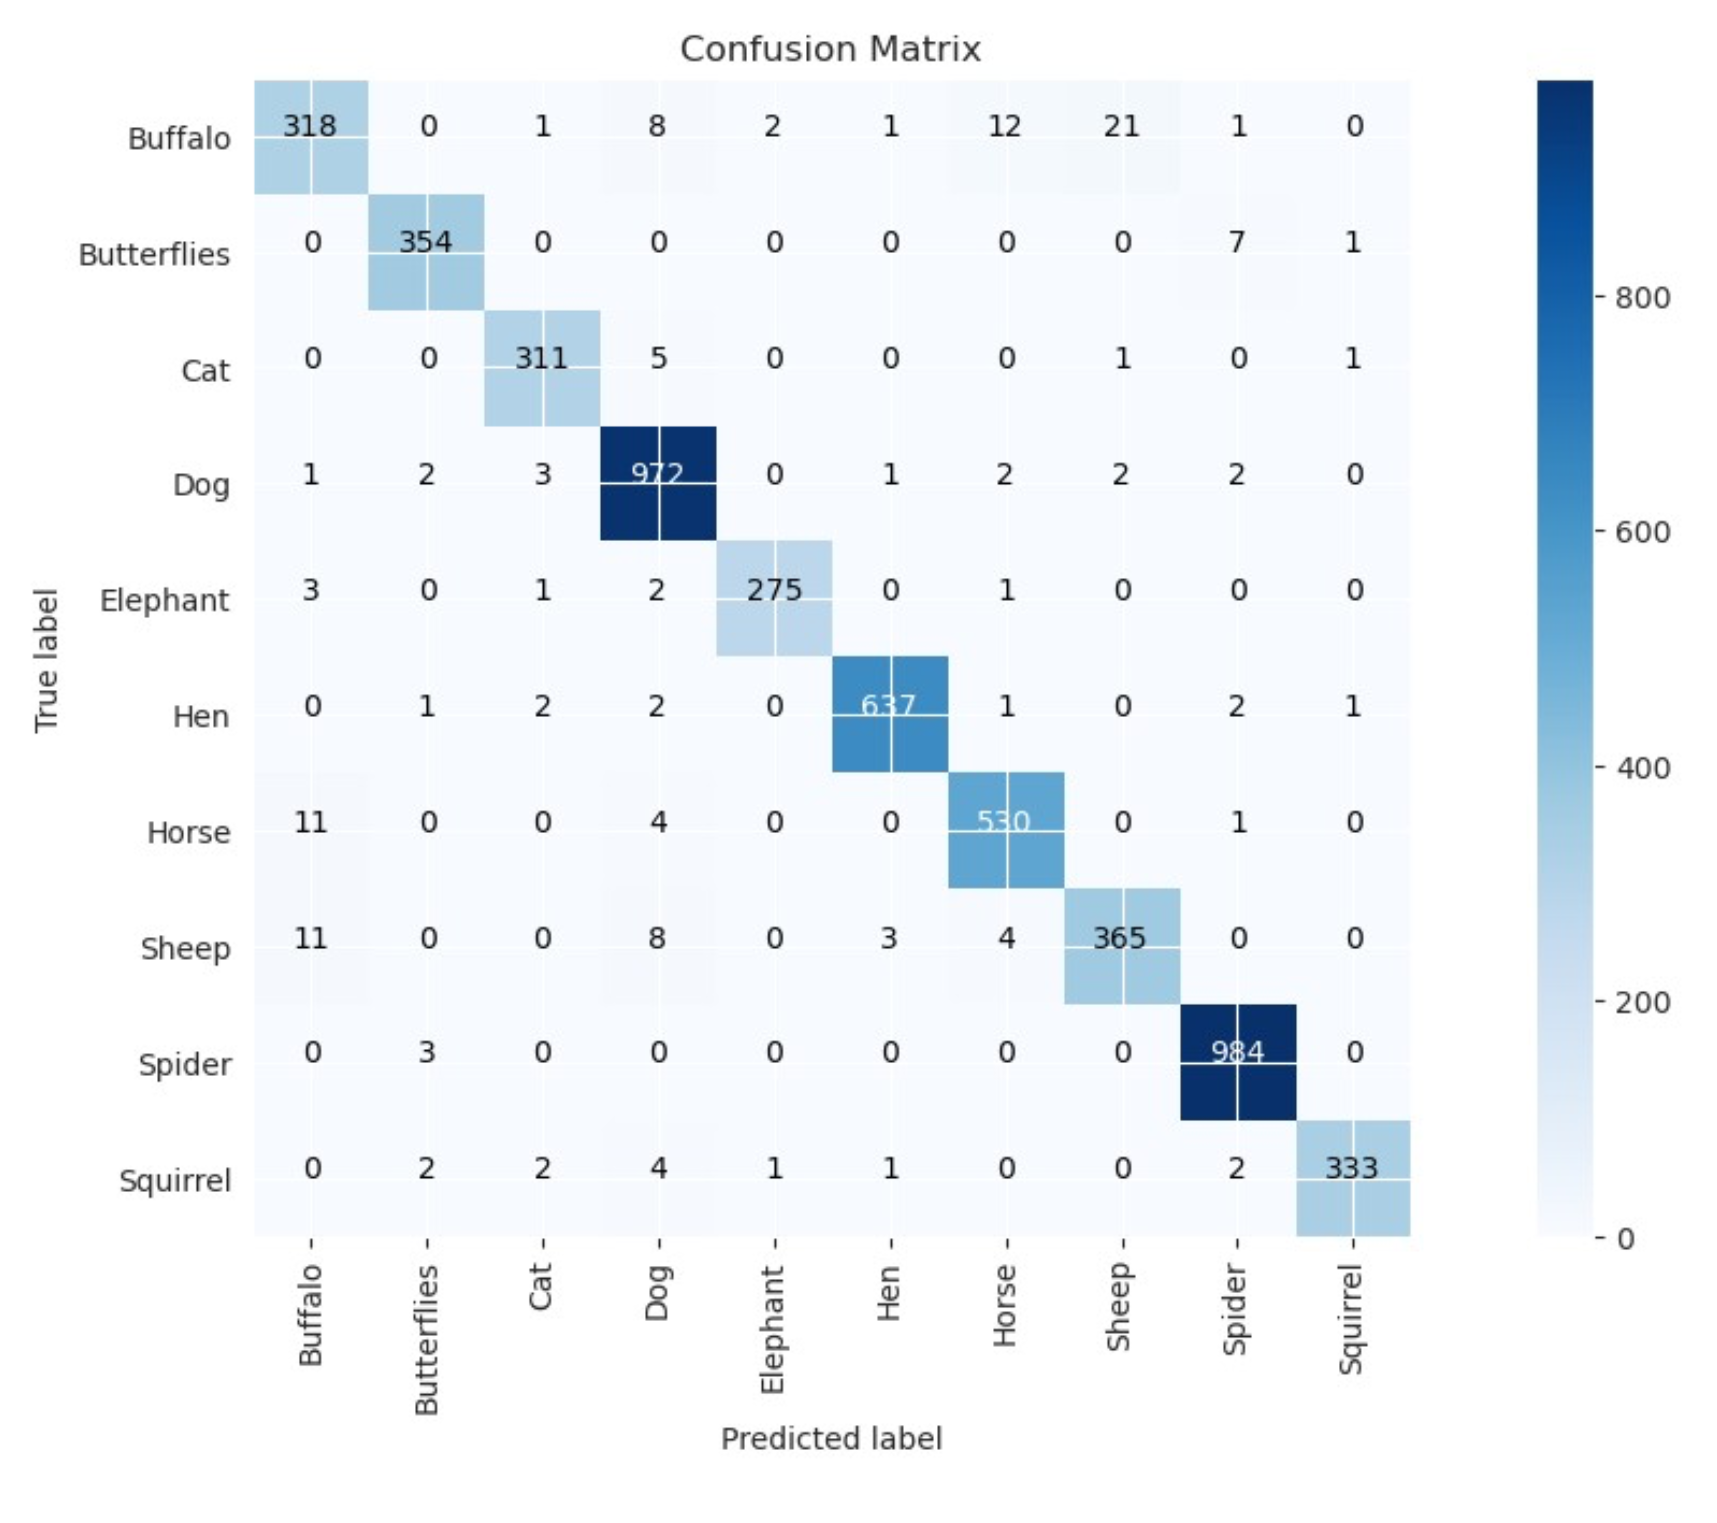 Confusion Matrix
Buffalo 318 0 1 8 2 1 12 21 1 0
Butterflies 0 354 0 0 0 0 0 0 7 1
Cat 0 0 311 5 0 0 0 1 0 1
Dog 1 2 3 972 0 1 2 2 2 0
Elephant 3 0 1 2 275 0 1 0 0 0
Hen 0 1 2 2 0 637 1 0 2 1
Horse 11 0 0 4 0 0 530 0 1 0
Sheep 11 0 0 8 0 3 4 365 0 0
Spider 0 3 0 0 0 0 0 0 984 0
Squirrel 0 2 2 4 1 1 0 0 2 333
True label
Buffalo Butterflies Cat Dog Elephant Hen Horse Sheep Spider Squirrel
Predicted label
800
600
400
200
0